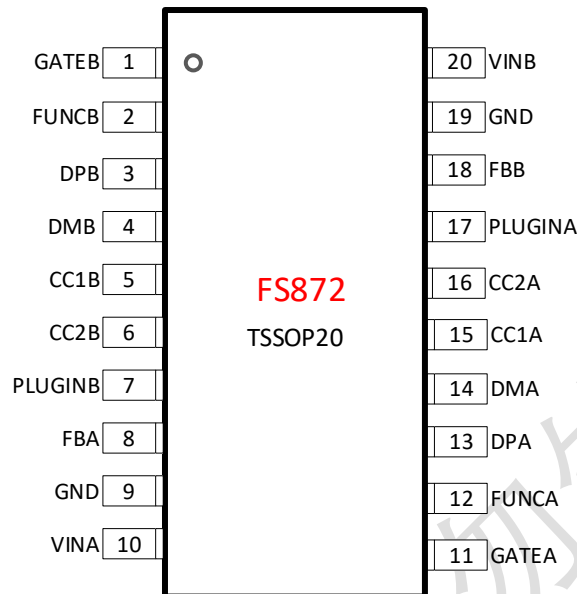 GATEB 1
FUNCB 2
DPB 3
DMB 4
CC1B 5
CC2B 6
PLUGINB 7
FBA 8
GND 9
VINA 10
FS872
TSSOP20
20 VINB
19 GND
18 FBB
17 PLUGINA
16 CC2A
15 CC1A
14 DMA
13 DPA
12 FUNCA
11 GATEA
勿